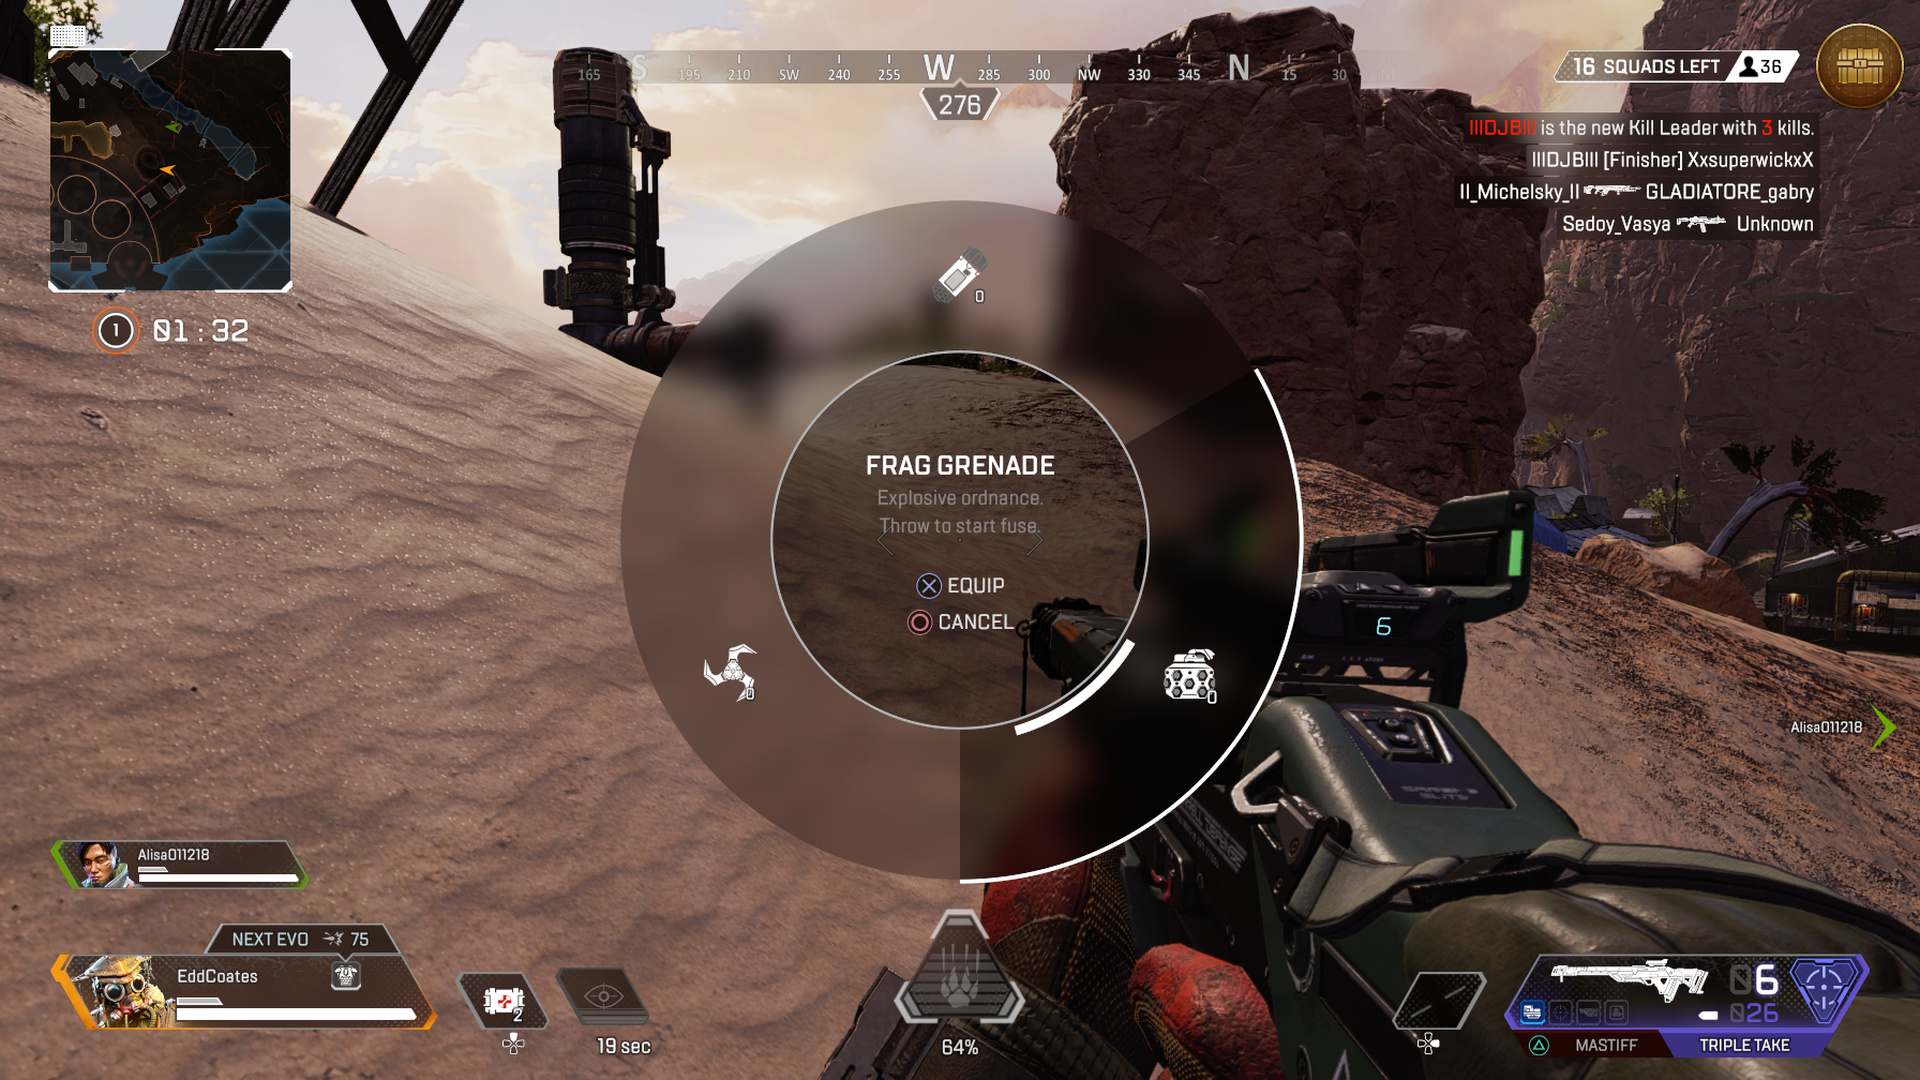 165 S 195 210 SW 240 255 W 285 300 NW 330 345 N 15 30 NE
276
16 SQUADS LEFT 36
IIIDJBIII is the new Kill Leader with 3 kills.
IIIDJBIII [Finisher] XxsuperwickxX
II_Michelsky_II GLADIATORE_gabry
Sedoy_Vasya Unknown
1 01:32
0
FRAG GRENADE
Explosive ordnance.
Throw to start fuse.
EQUIP
CANCEL
0
0
6
Alisa011218
Alisa011218
NEXT EVO 75
EddCoates
2
19 sec
64%
06
026
MASTIFF TRIPLE TAKE